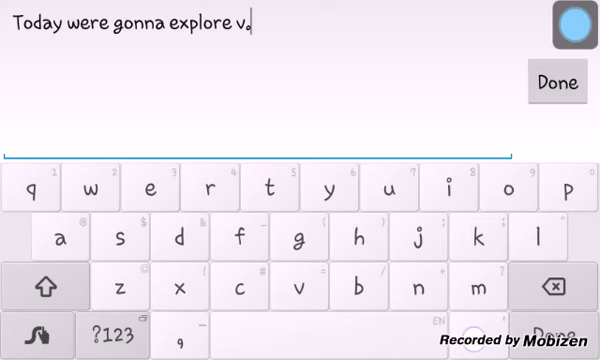 Today were gonna explore v.
Done
1 2 3 4 5 6 7 8 9 0
q w e r t y u i o p
a s d f g h j k l
z x c v b n m
?123 , EN Done
Recorded by Mobizen